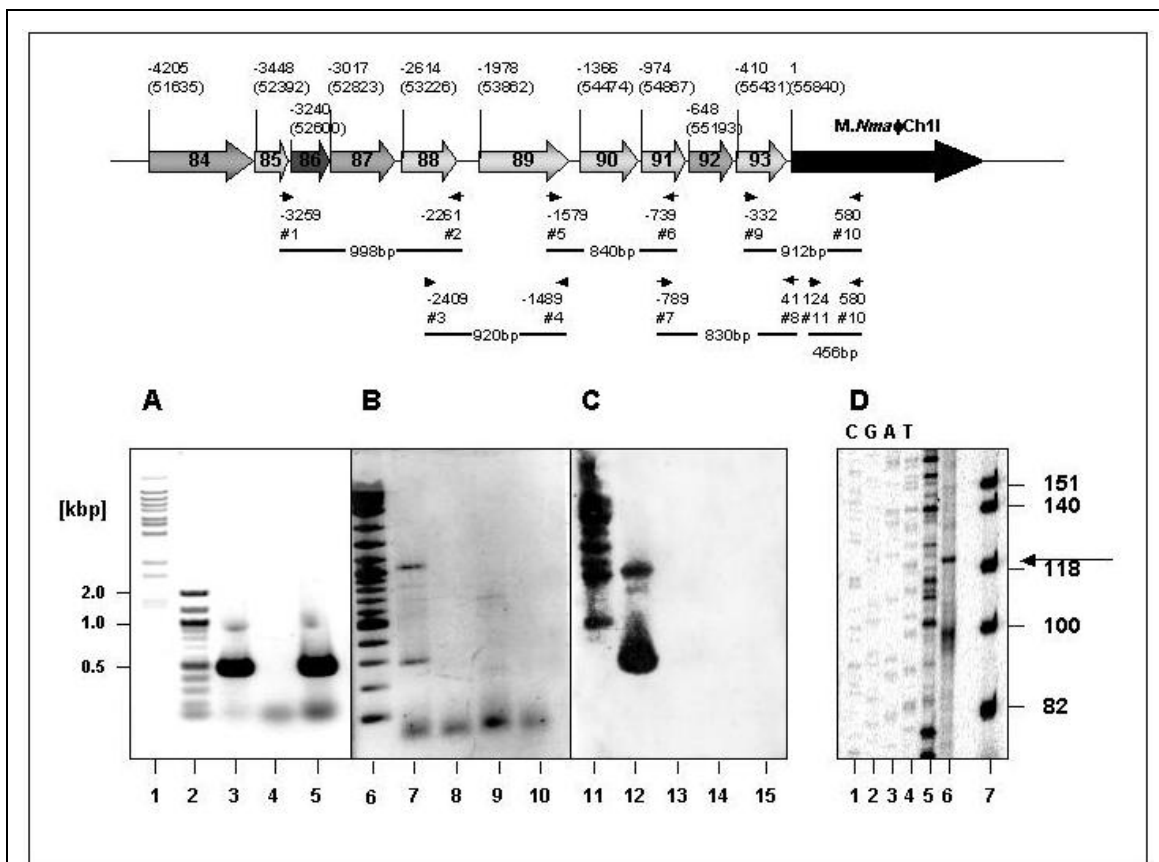 -4205 -3448 -3017 -2614 -1978 -1366 -974 -410 1
(51635) (52392) (52823) (53226) (53862) (54474) (54867) (55431) (55840)
-3240 -648
(52600) (55193) M.NmaϕCh1I
84 85 86 87 88 89 90 91 92 93
-3259 -2261 -1579 -739 -332 580
#1 #2 #5 #6 #9 #10
998bp 840bp 912bp
-2409 -1489 -789 41 124 580
#3 #4 #7 #8 #11 #10
920bp 830bp
456bp
A B C D
C G A T
[kbp]
2.0
1.0
0.5
151
140
118
100
82
1 2 3 4 5 6 7 8 9 10 11 12 13 14 15 1 2 3 4 5 6 7